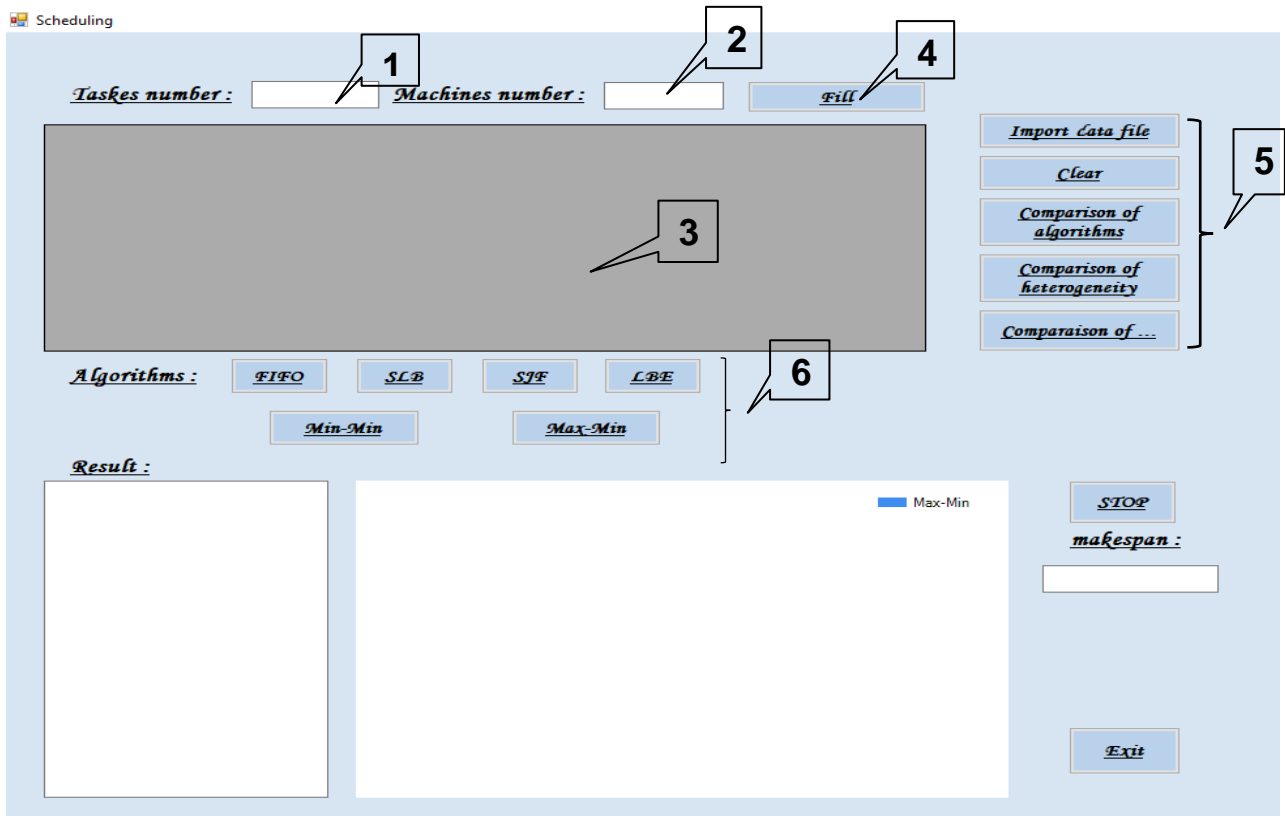 Scheduling
1
2
4
Taskes number :
Machines number :
Fill
Import data file
Clear
Comparison of
algorithms
Comparison of
heterogeneity
Comparaison of ...
5
3
Algorithms :
FIFO
SLB
SJF
LBE
Min-Min
Max-Min
6
Result :
Max-Min
STOP
makespan :
Exit